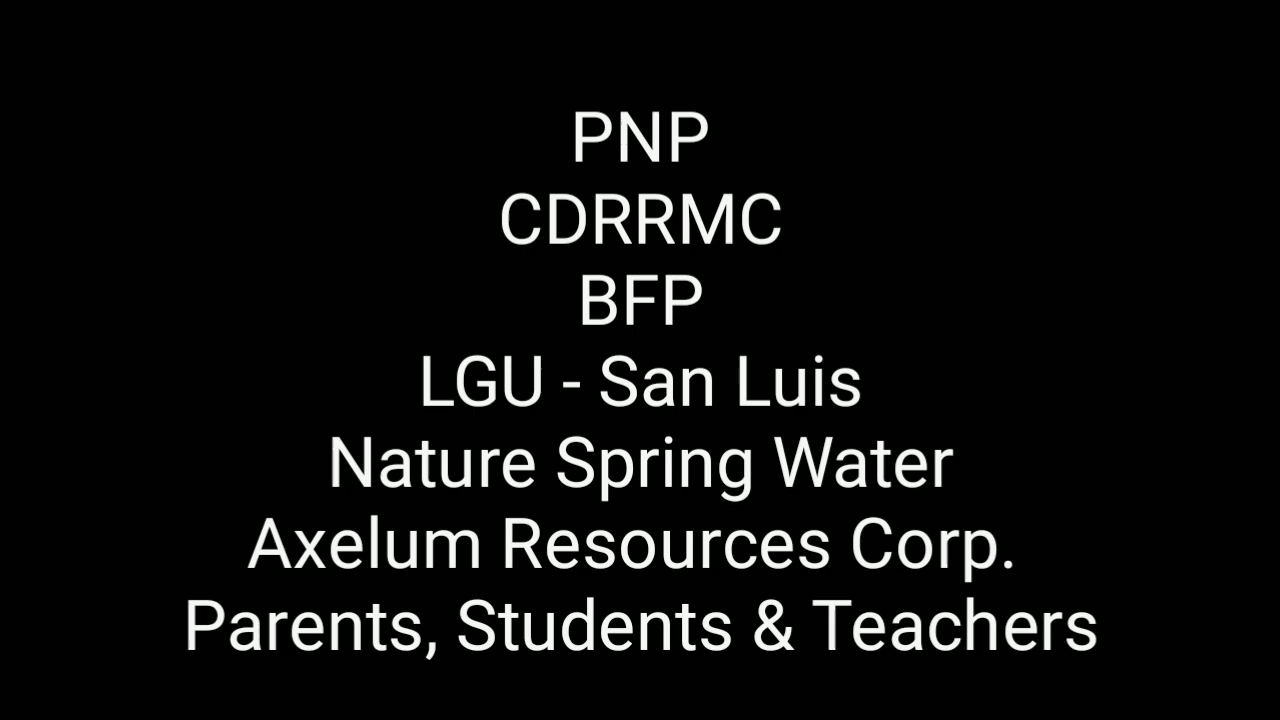 PNP
CDRRMC
BFP
LGU - San Luis
Nature Spring Water
Axelum Resources Corp.
Parents, Students & Teachers